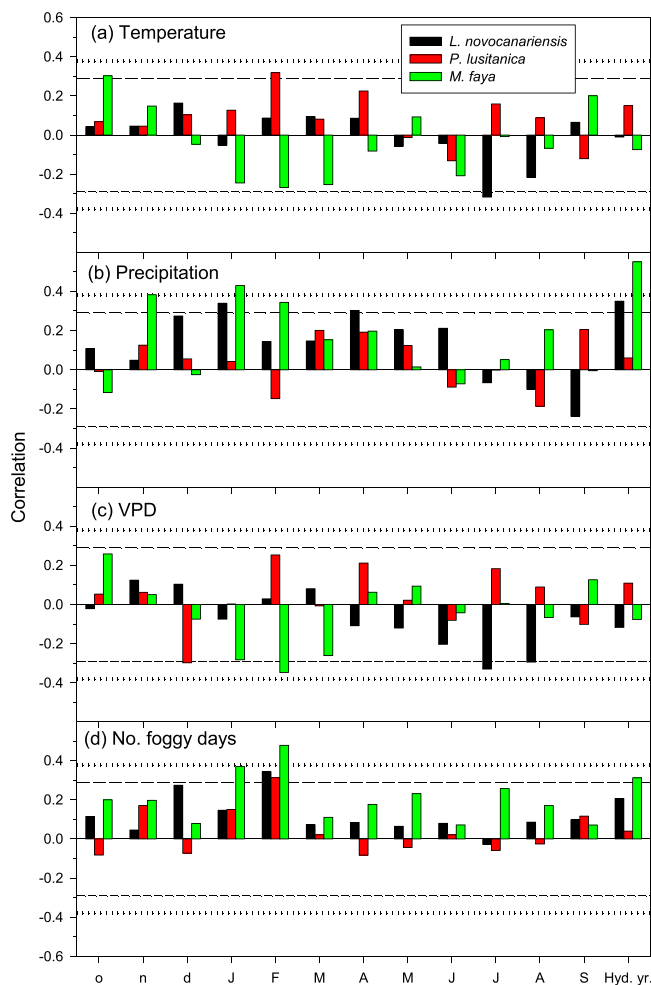 0.6
(a) Temperature
L. novocanariensis
P. lusitanica
M. faya
0.4
0.2
0.0
-0.2
-0.4
(b) Precipitation
0.4
0.2
0.0
-0.2
-0.4
Correlation
(c) VPD
0.4
0.2
0.0
-0.2
-0.4
(d) No. foggy days
0.4
0.2
0.0
-0.2
-0.4
-0.6
o n d J F M A M J J A S Hyd. yr.